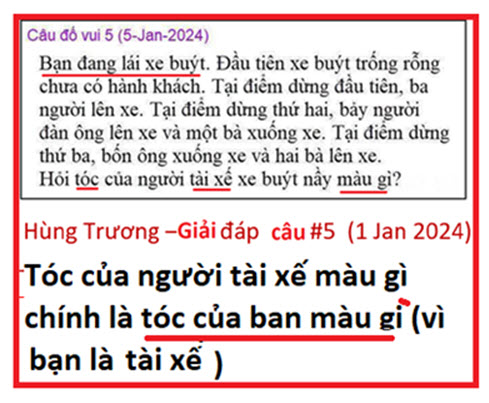 Câu đố vui 5 (5-Jan-2024)
Bạn đang lái xe buýt. Đầu tiên xe buýt trống rỗng
chưa có hành khách. Tại điểm dừng đầu tiên, ba
người lên xe. Tại điểm dừng thứ hai, bảy người
đàn ông lên xe và một bà xuống xe. Tại điểm dừng
thứ ba, bốn ông xuống xe và hai bà lên xe.
Hỏi tóc của người tài xế xe buýt nầy màu gì?
Hùng Trương –Giải đáp câu #5 (1 Jan 2024)
Tóc của người tài xế màu gì
chính là tóc của ban màu gì (vì
bạn là tài xế )